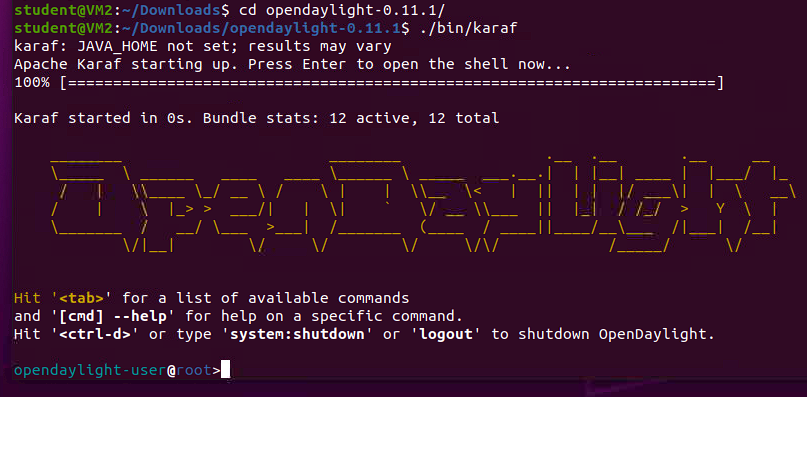 student@VM2:~/Downloads$ cd opendaylight-0.11.1/
student@VM2:~/Downloads/opendaylight-0.11.1$ ./bin/karaf
karaf: JAVA_HOME not set; results may vary
Apache Karaf starting up. Press Enter to open the shell now...
100% [========================================================================]
Karaf started in 0s. Bundle stats: 12 active, 12 total
OpenDaylight
Hit '<tab>' for a list of available commands
and '[cmd] --help' for help on a specific command.
Hit '<ctrl-d>' or type 'system:shutdown' or 'logout' to shutdown OpenDaylight.
opendaylight-user@root>